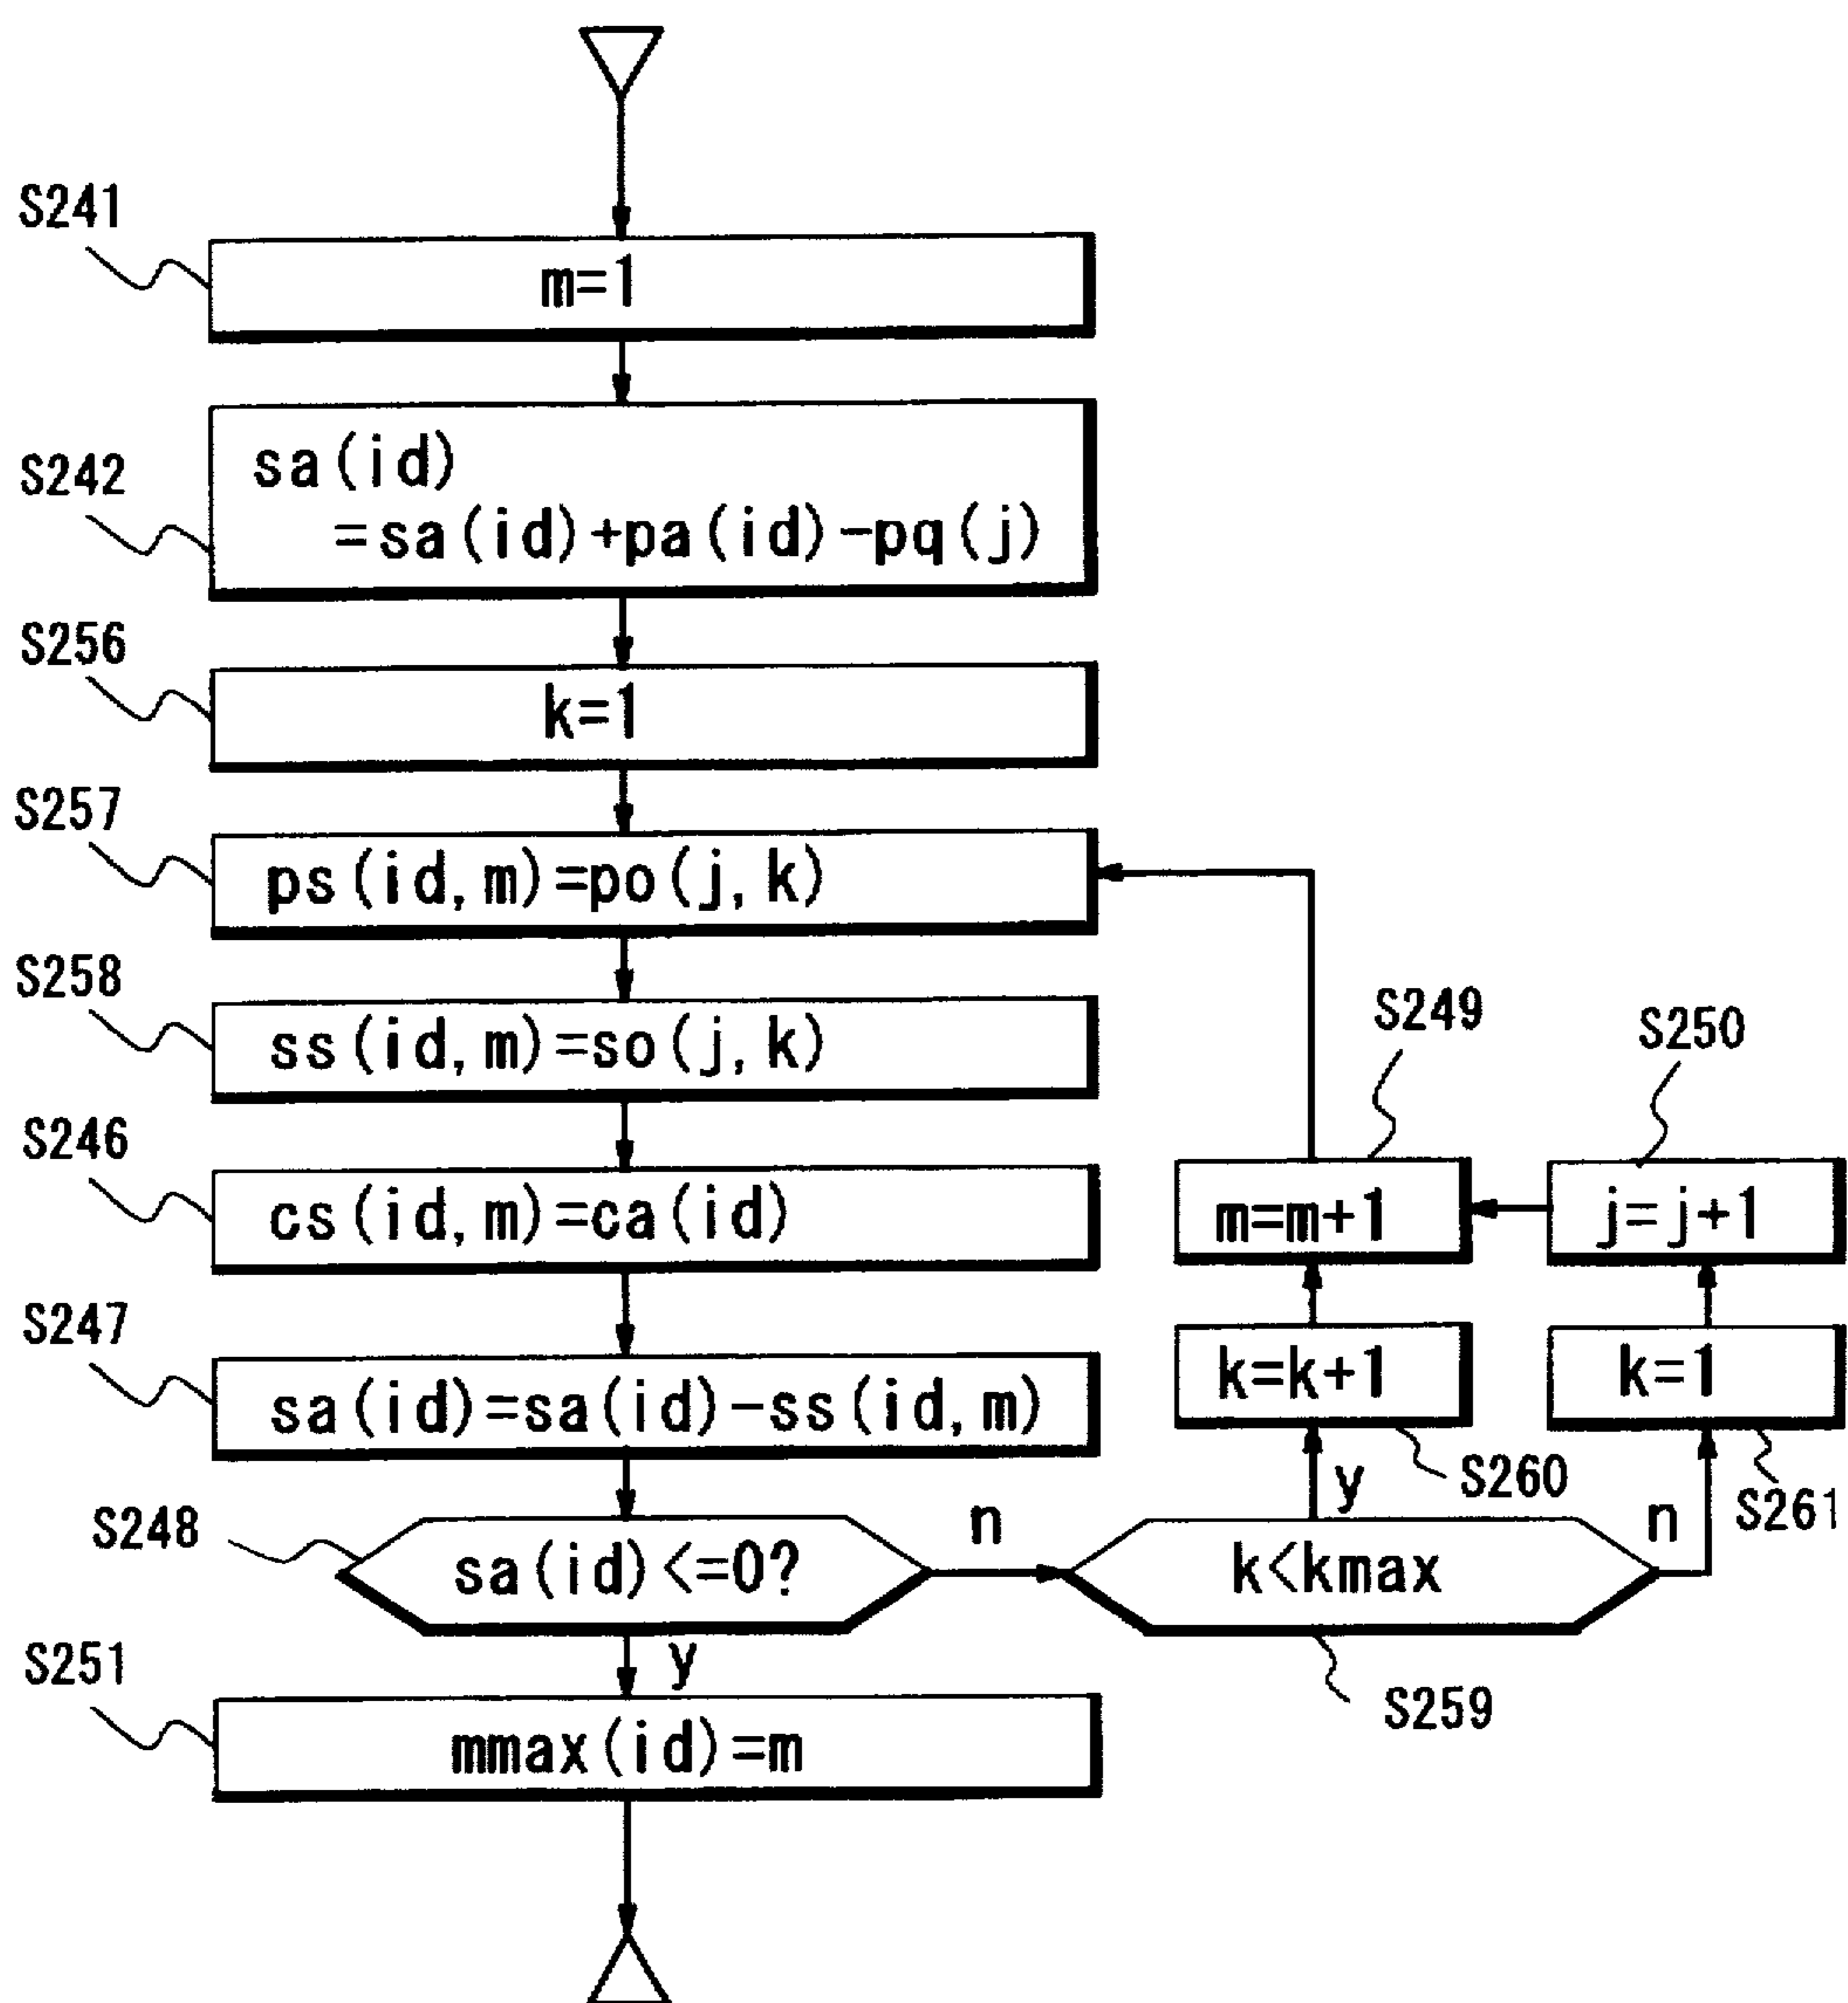 S241
m=1
S242
sa(id)
=sa(id)+pa(id)-pq(j)
S256
k=1
S257
ps(id,m)=po(j,k)
S258
ss(id,m)=so(j,k)
S246
cs(id,m)=ca(id)
S247
sa(id)=sa(id)-ss(id,m)
S248
sa(id)<=0?
n
y
S251
mmax(id)=m
S249
m=m+1
S250
j=j+1
k=k+1
S260
k=1
S261
y
n
k<kmax
S259